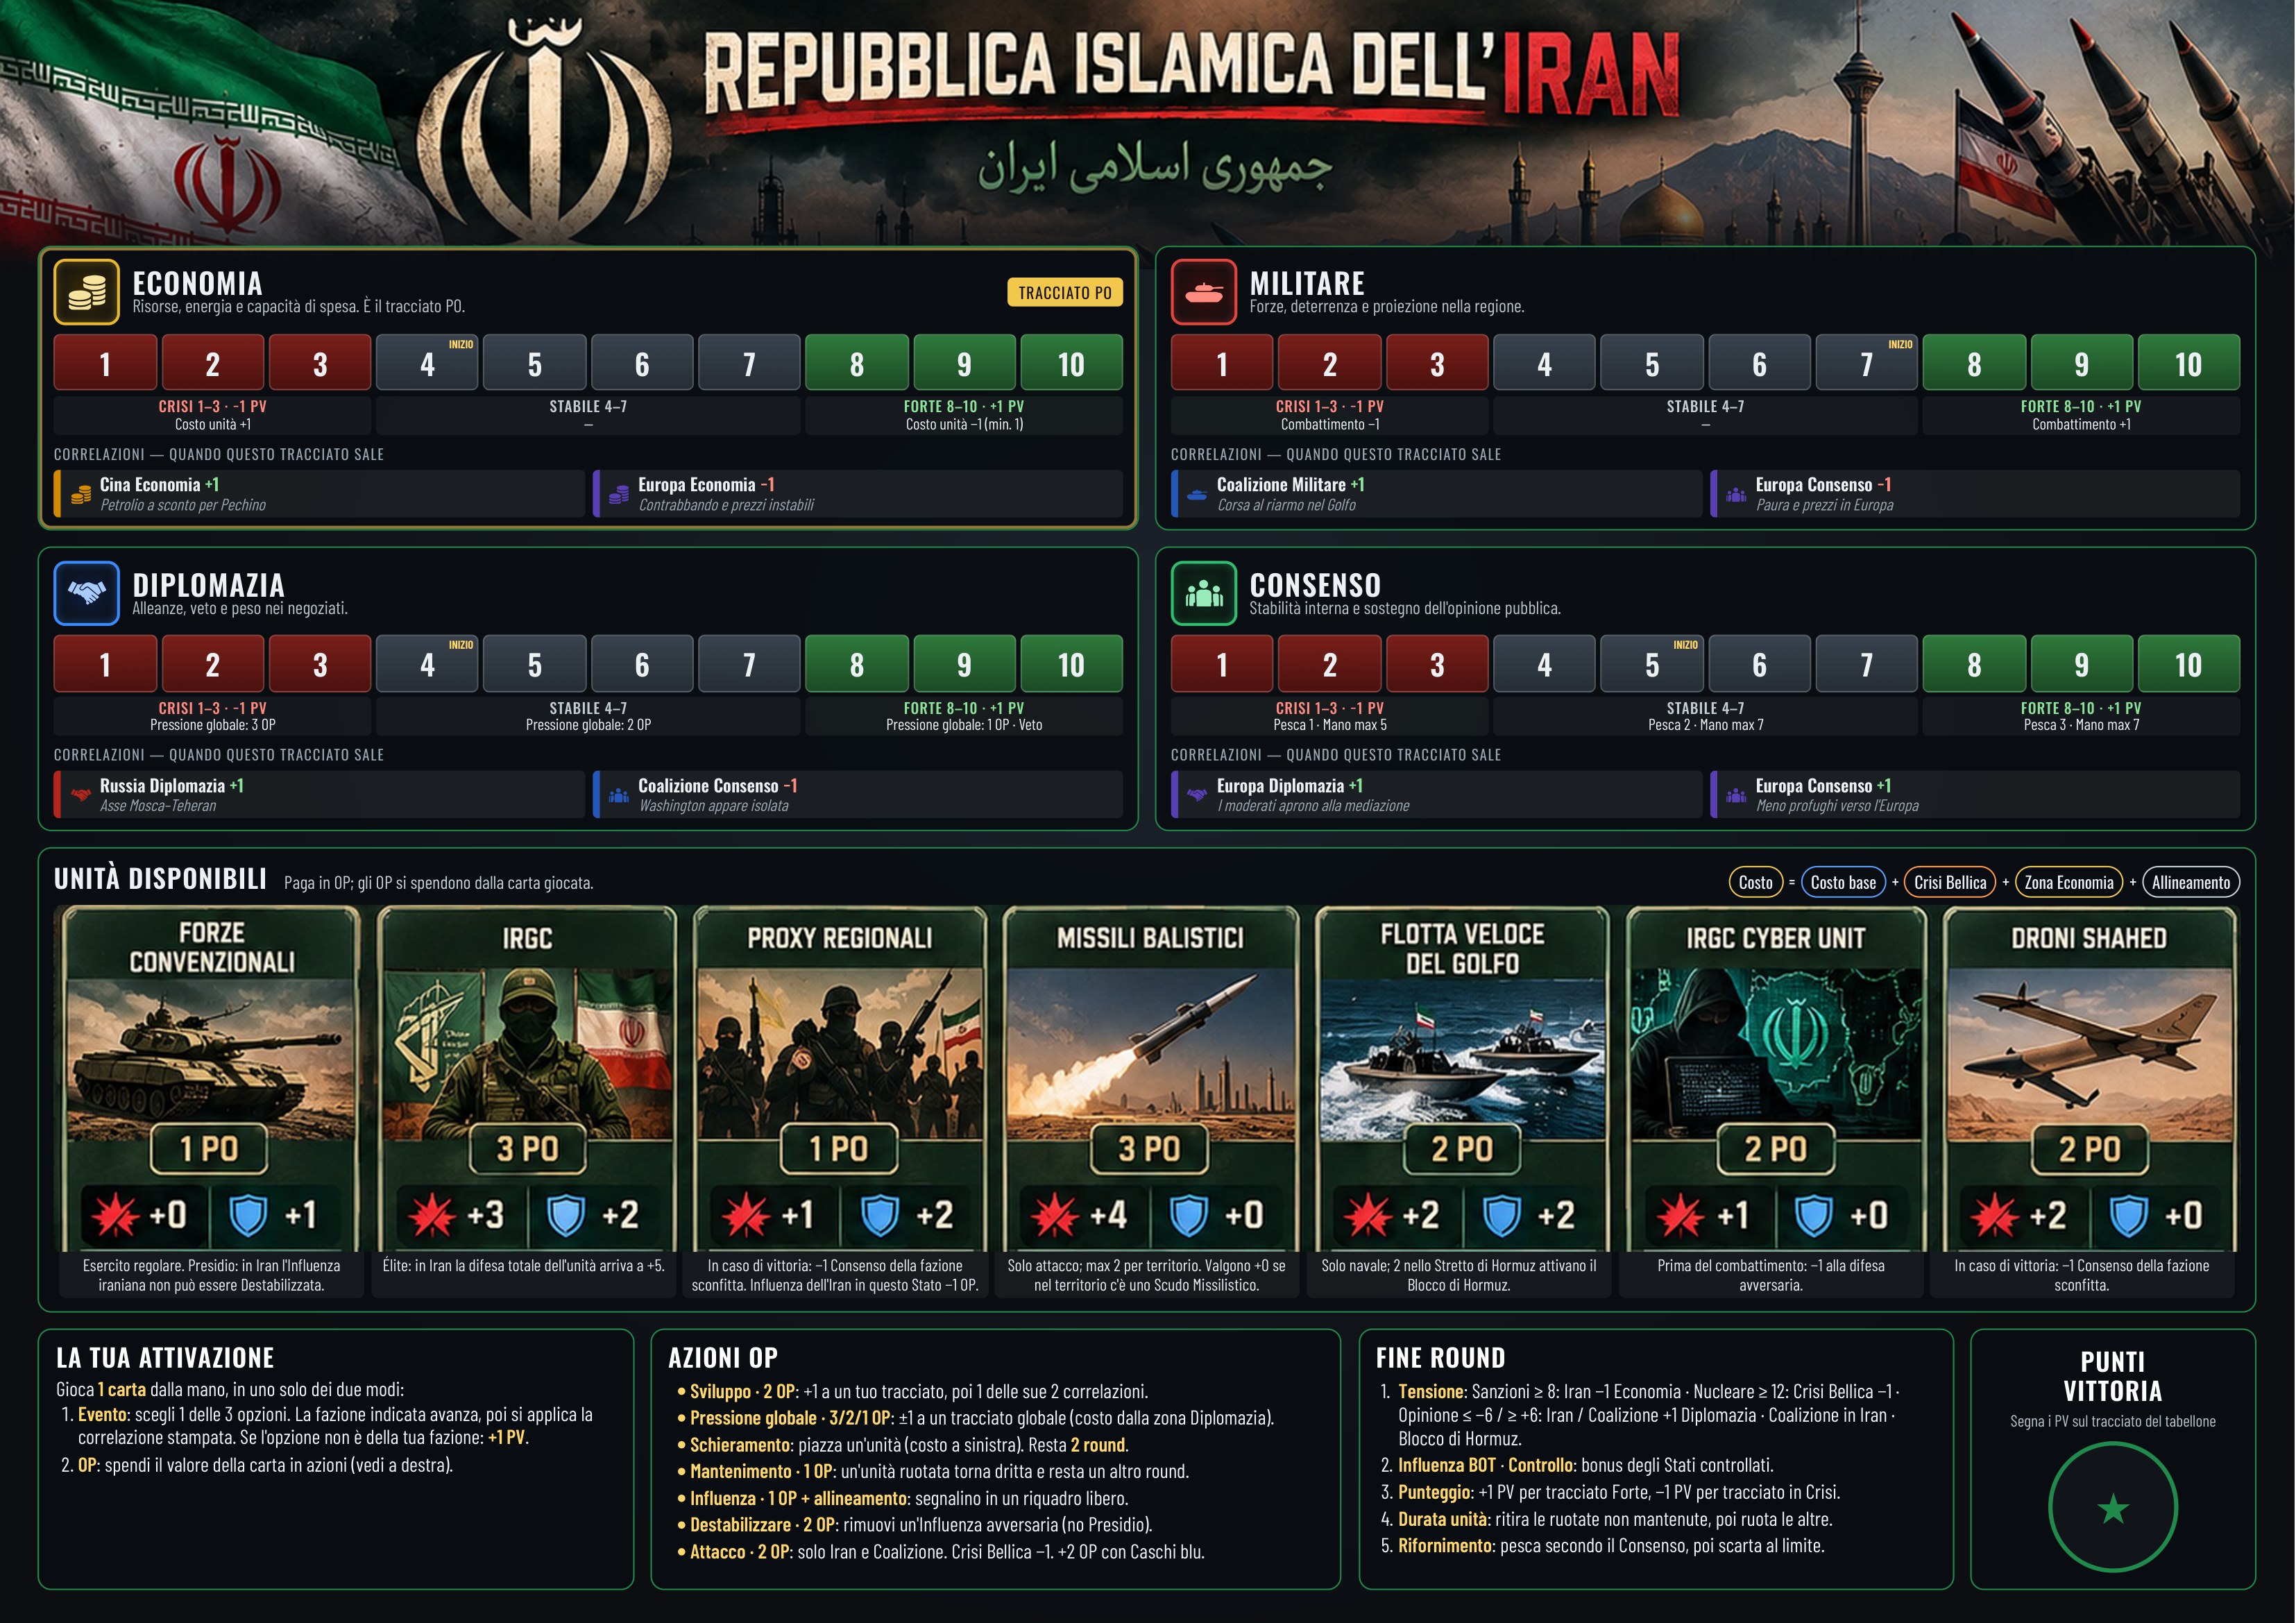 REPUBBLICA ISLAMICA DELL'IRAN
جمهوری اسلامی ایران
ECONOMIA
Risorse, energia e capacità di spesa. È il tracciato PO.
TRACCIATO PO
1 2 3 4 INIZIO 5 6 7 8 9 10
CRISI 1–3 · −1 PV
Costo unità +1
STABILE 4–7
—
FORTE 8–10 · +1 PV
Costo unità −1 (min. 1)
CORRELAZIONI — QUANDO QUESTO TRACCIATO SALE
Cina Economia +1
Petrolio a sconto per Pechino
Europa Economia −1
Contrabbando e prezzi instabili
MILITARE
Forze, deterrenza e proiezione nella regione.
1 2 3 4 5 6 7 INIZIO 8 9 10
CRISI 1–3 · −1 PV
Combattimento −1
STABILE 4–7
—
FORTE 8–10 · +1 PV
Combattimento +1
CORRELAZIONI — QUANDO QUESTO TRACCIATO SALE
Coalizione Militare +1
Corsa al riarmo nel Golfo
Europa Consenso −1
Paura e prezzi in Europa
DIPLOMAZIA
Alleanze, veto e peso nei negoziati.
1 2 3 4 INIZIO 5 6 7 8 9 10
CRISI 1–3 · −1 PV
Pressione globale: 3 OP
STABILE 4–7
Pressione globale: 2 OP
FORTE 8–10 · +1 PV
Pressione globale: 1 OP · Veto
CORRELAZIONI — QUANDO QUESTO TRACCIATO SALE
Russia Diplomazia +1
Asse Mosca–Teheran
Coalizione Consenso −1
Washington appare isolata
CONSENSO
Stabilità interna e sostegno dell'opinione pubblica.
1 2 3 4 5 INIZIO 6 7 8 9 10
CRISI 1–3 · −1 PV
Pesca 1 · Mano max 5
STABILE 4–7
Pesca 2 · Mano max 7
FORTE 8–10 · +1 PV
Pesca 3 · Mano max 7
CORRELAZIONI — QUANDO QUESTO TRACCIATO SALE
Europa Diplomazia +1
I moderati aprono alla mediazione
Europa Consenso +1
Meno profughi verso l'Europa
UNITÀ DISPONIBILI
Paga in OP; gli OP si spendono dalla carta giocata.
Costo = Costo base + Crisi Bellica + Zona Economia + Allineamento
FORZE
CONVENZIONALI
1 PO
+0 +1
Esercito regolare. Presidio: in Iran l'Influenza
iraniana non può essere Destabilizzata.
IRGC
3 PO
+3 +2
Élite: in Iran la difesa totale dell'unità arriva a +5.
PROXY REGIONALI
1 PO
+1 +2
In caso di vittoria: −1 Consenso della fazione
sconfitta. Influenza dell'Iran in questo Stato −1 OP.
MISSILI BALISTICI
3 PO
+4 +0
Solo attacco; max 2 per territorio. Valgono +0 se
nel territorio c'è uno Scudo Missilistico.
FLOTTA VELOCE
DEL GOLFO
2 PO
+2 +2
Solo navale; 2 nello Stretto di Hormuz attivano il
Blocco di Hormuz.
IRGC CYBER UNIT
2 PO
+1 +0
Prima del combattimento: −1 alla difesa
avversaria.
DRONI SHAHED
2 PO
+2 +0
In caso di vittoria: −1 Consenso della fazione
sconfitta.
LA TUA ATTIVAZIONE
Gioca 1 carta dalla mano, in uno solo dei due modi:
1. Evento: scegli 1 delle 3 opzioni. La fazione indicata avanza, poi si applica la
correlazione stampata. Se l'opzione non è della tua fazione: +1 PV.
2. OP: spendi il valore della carta in azioni (vedi a destra).
AZIONI OP
• Sviluppo · 2 OP: +1 a un tuo tracciato, poi 1 delle sue 2 correlazioni.
• Pressione globale · 3/2/1 OP: ±1 a un tracciato globale (costo dalla zona Diplomazia).
• Schieramento: piazza un'unità (costo a sinistra). Resta 2 round.
• Mantenimento · 1 OP: un'unità ruotata torna dritta e resta un altro round.
• Influenza · 1 OP + allineamento: segnalino in un riquadro libero.
• Destabilizzare · 2 OP: rimuovi un'Influenza avversaria (no Presidio).
• Attacco · 2 OP: solo Iran e Coalizione. Crisi Bellica −1. +2 OP con Caschi blu.
FINE ROUND
1. Tensione: Sanzioni ≥ 8: Iran −1 Economia · Nucleare ≥ 12: Crisi Bellica −1 ·
Opinione ≤ −6 / ≥ +6: Iran / Coalizione +1 Diplomazia · Coalizione in Iran ·
Blocco di Hormuz.
2. Influenza BOT · Controllo: bonus degli Stati controllati.
3. Punteggio: +1 PV per tracciato Forte, −1 PV per tracciato in Crisi.
4. Durata unità: ritira le ruotate non mantenute, poi ruota le altre.
5. Rifornimento: pesca secondo il Consenso, poi scarta al limite.
PUNTI
VITTORIA
Segna i PV sul tracciato del tabellone